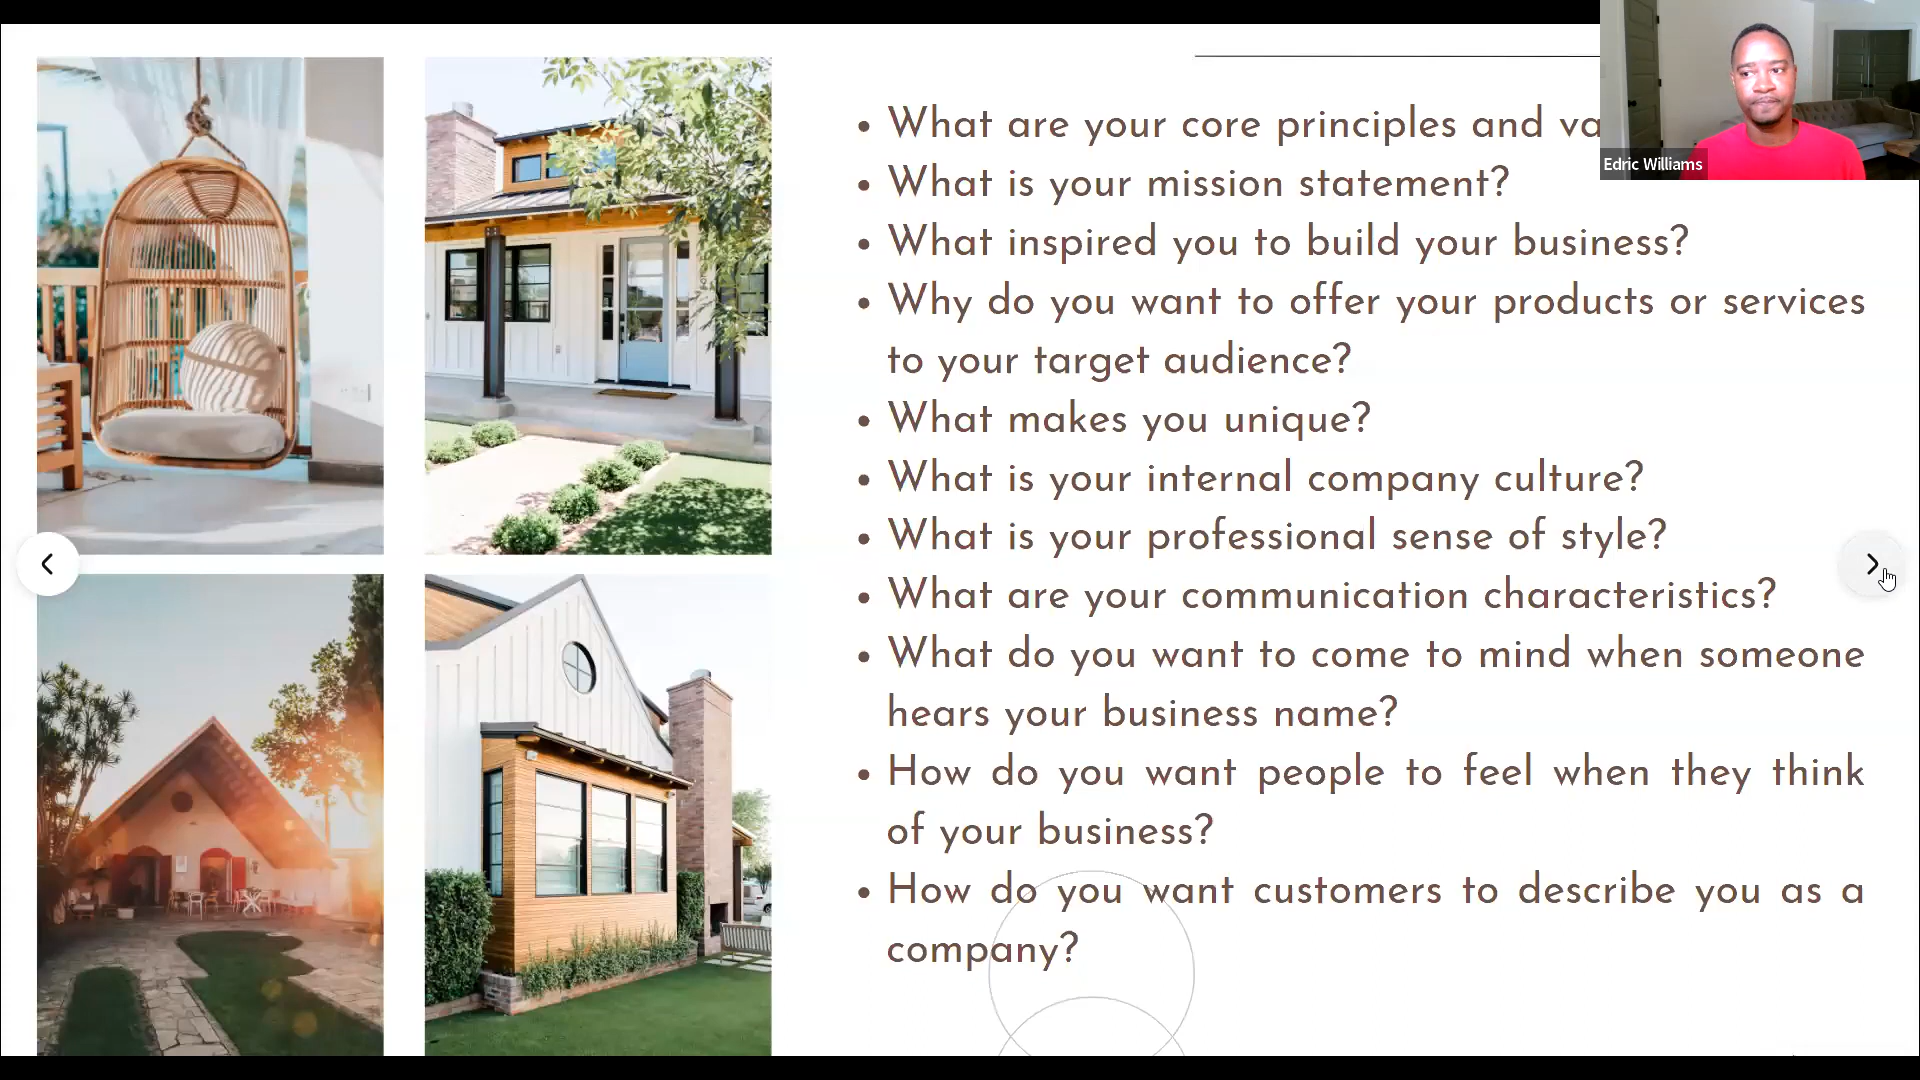 What are your core principles and va
What is your mission statement?
What inspired you to build your business?
Why do you want to offer your products or services
to your target audience?
What makes you unique?
What is your internal company culture?
What is your professional sense of style?
What are your communication characteristics?
What do you want to come to mind when someone
hears your business name?
How do you want people to feel when they think
of your business?
How do you want customers to describe you as a
company?
Edric Williams